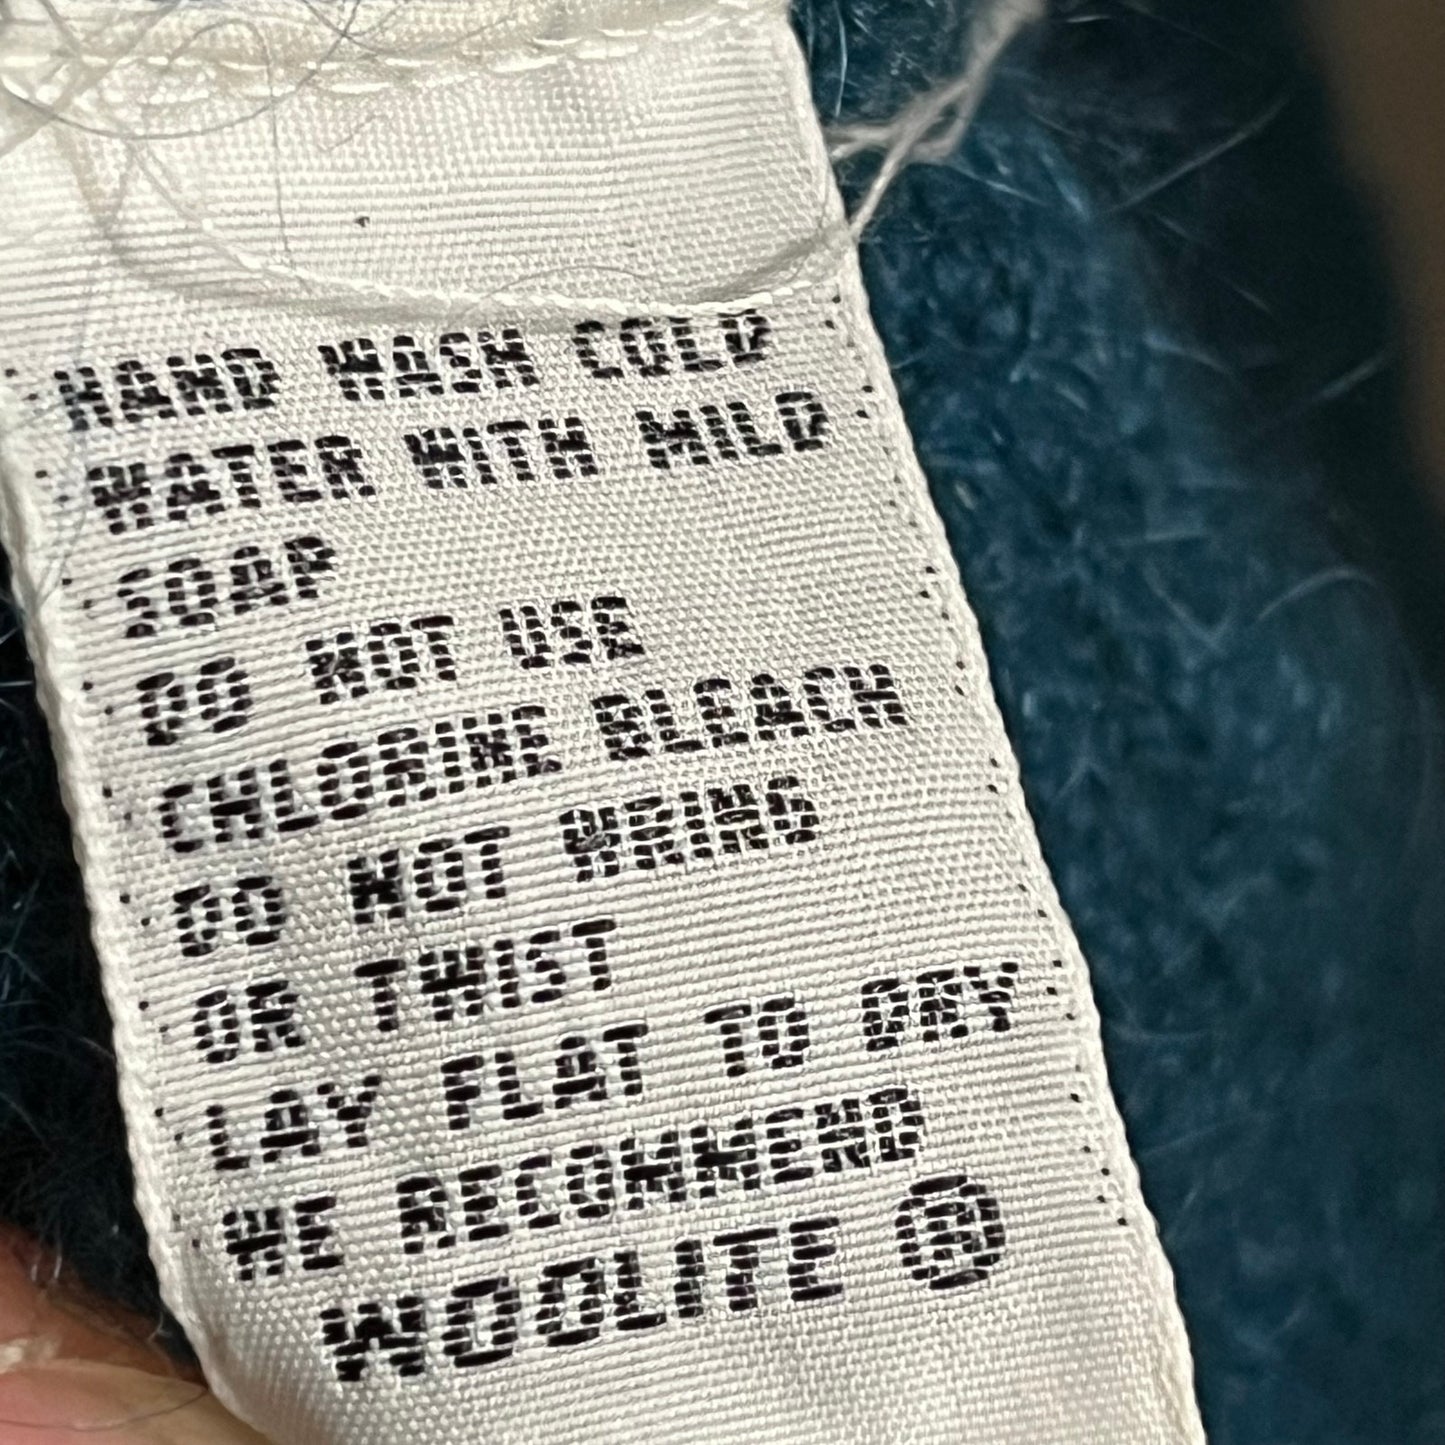 HAND WASH COLD
WATER WITH MILD
SOAP
DO NOT USE
CHLORINE BLEACH
DO NOT WRING
OR TWIST
LAY FLAT TO DRY
WE RECOMMEND
WOOLITE ®